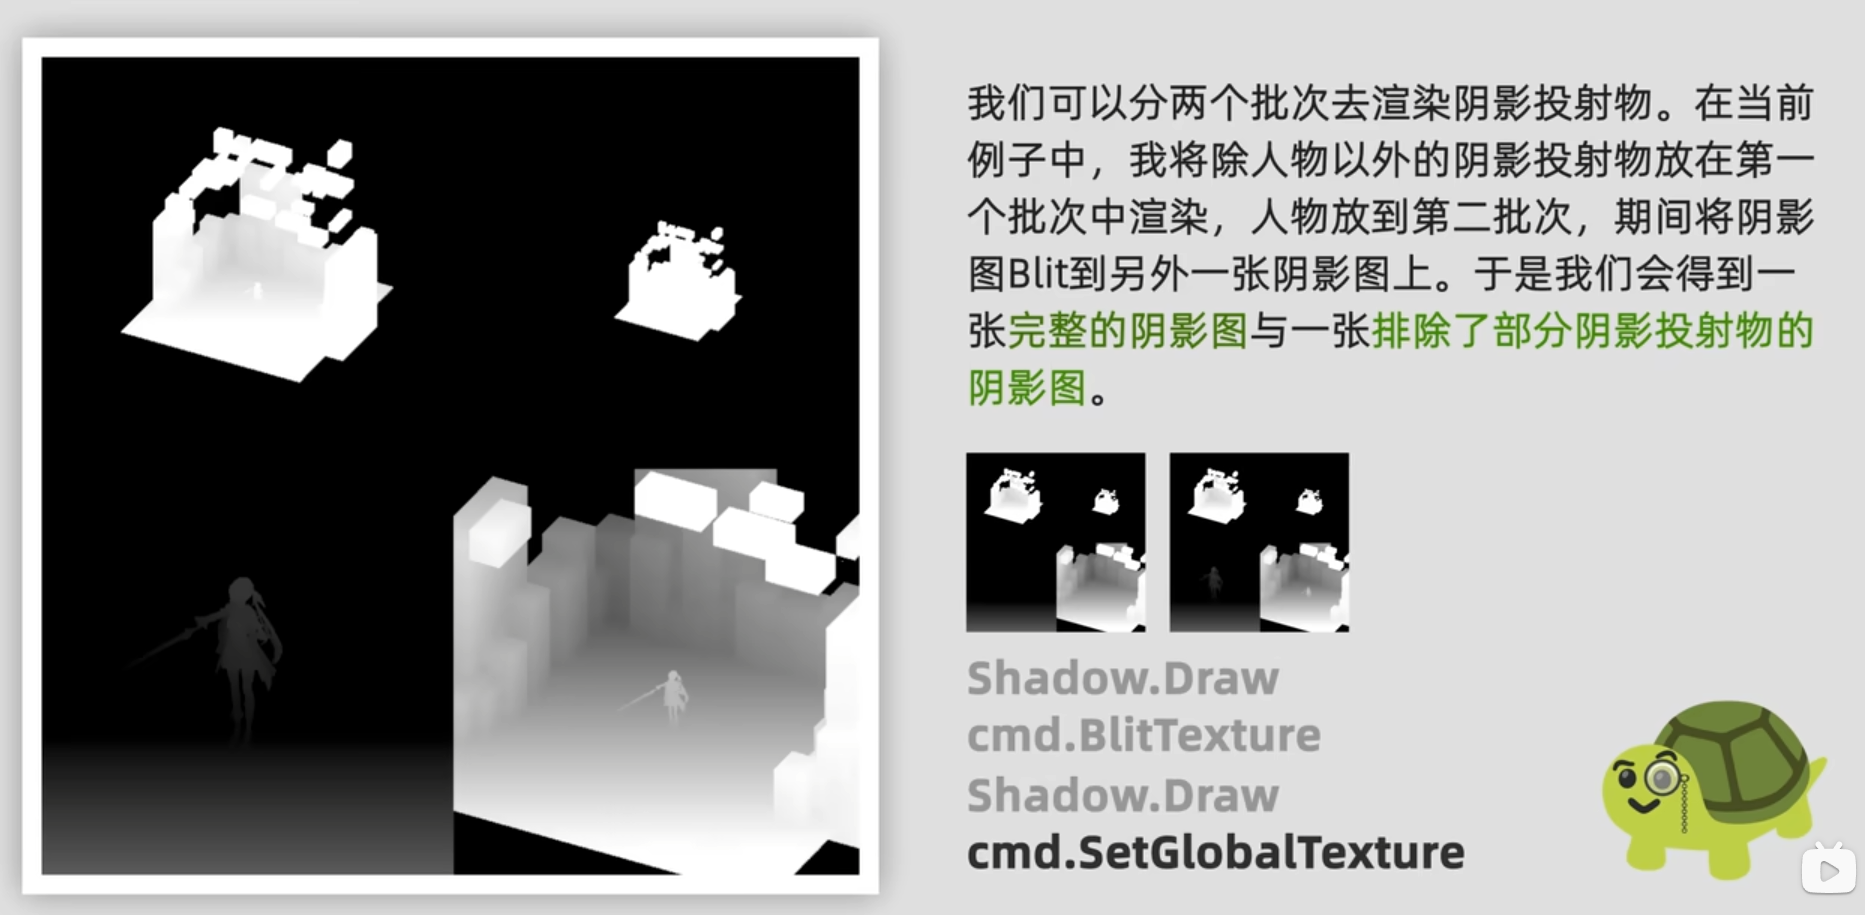 我们可以分两个批次去渲染阴影投射物。在当前
例子中，我将除人物以外的阴影投射物放在第一
个批次中渲染，人物放到第二批次，期间将阴影
图Blit到另外一张阴影图上。于是我们会得到一
张完整的阴影图与一张排除了部分阴影投射物的
阴影图。
Shadow.Draw
cmd.BlitTexture
Shadow.Draw
cmd.SetGlobalTexture